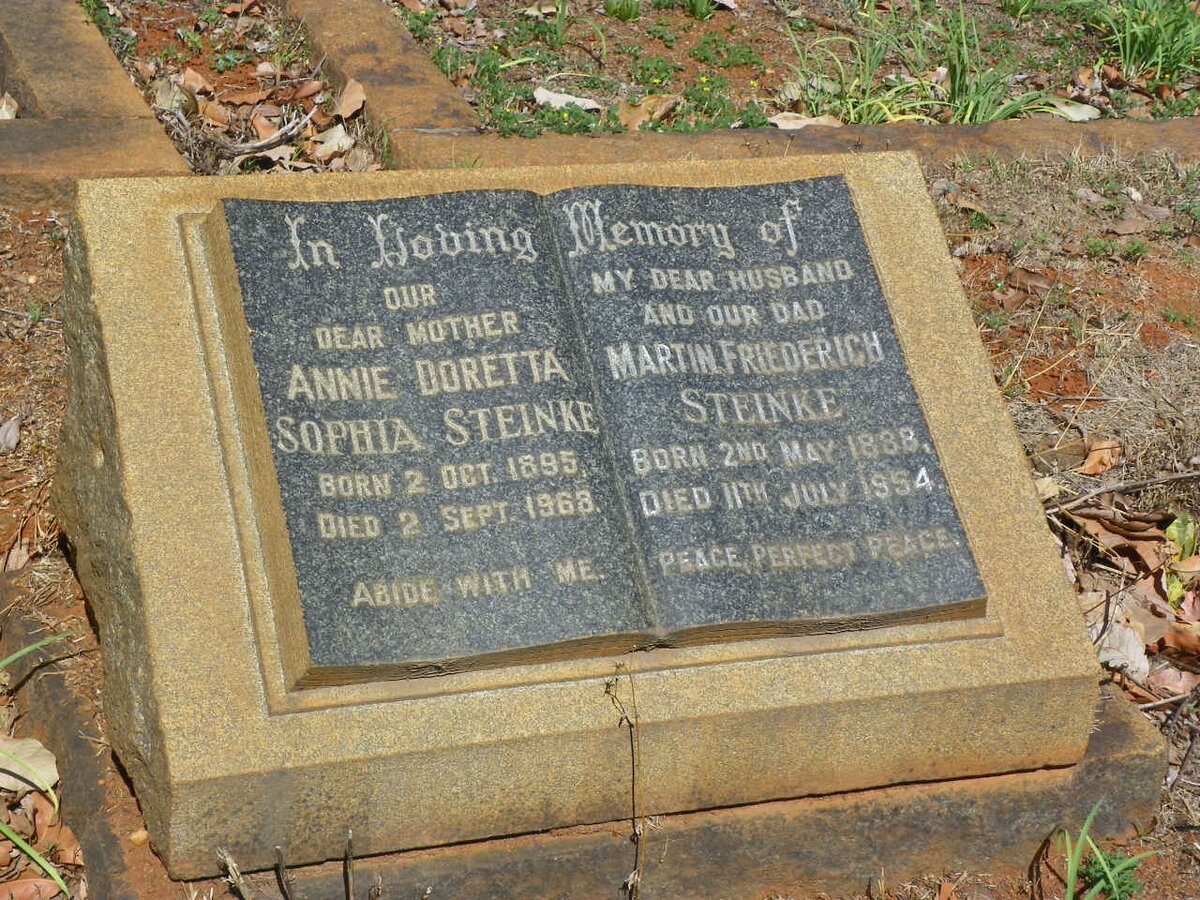 In Loving Memory of
OUR
DEAR MOTHER
ANNIE DORETTA
SOPHIA STEINKE
BORN 2 OCT. 1895.
DIED 2 SEPT. 1968.
ABIDE WITH ME.
MY DEAR HUSBAND
AND OUR DAD
MARTIN.FRIEDERICH
STEINKE
BORN 2ND MAY 1888.
DIED 11TH JULY 1954.
PEACE, PERFECT PEACE.